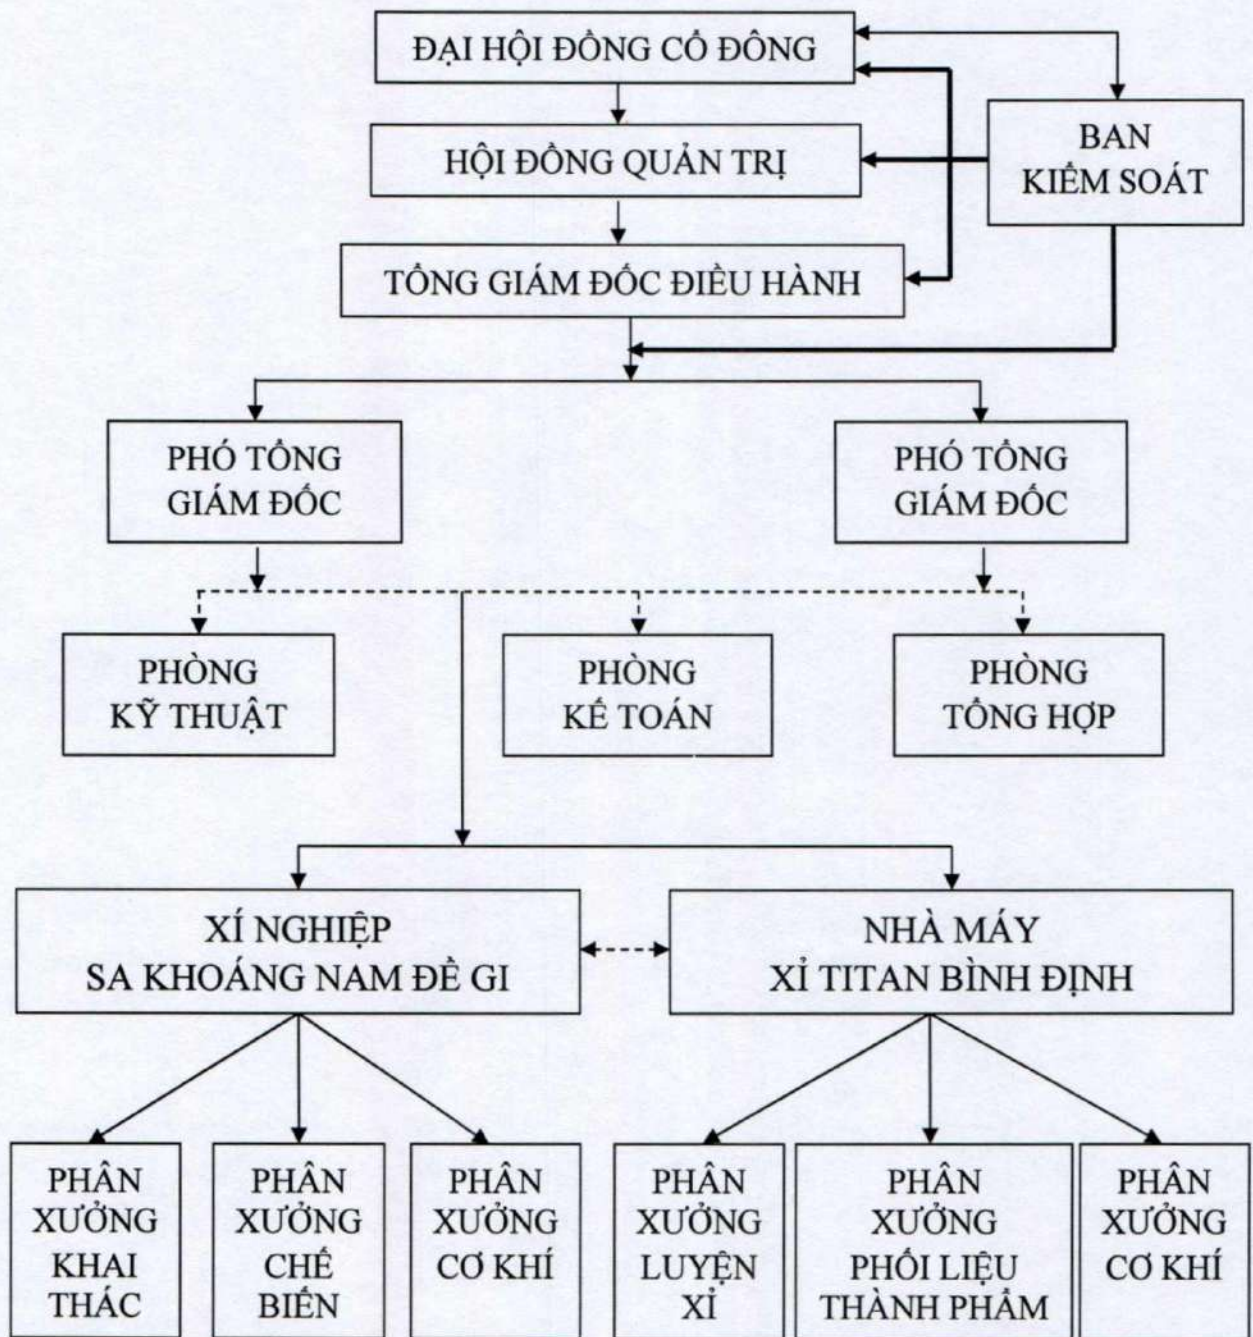 ĐẠI HỘI ĐỒNG CỔ ĐÔNG
BAN
KIỂM SOÁT
HỘI ĐỒNG QUẢN TRỊ
TỔNG GIÁM ĐỐC ĐIỀU HÀNH
PHÓ TỔNG
GIÁM ĐỐC
PHÓ TỔNG
GIÁM ĐỐC
PHÒNG
KỸ THUẬT
PHÒNG
KẾ TOÁN
PHÒNG
TỔNG HỢP
XÍ NGHIỆP
SA KHOÁNG NAM ĐỀ GI
NHÀ MÁY
XỈ TITAN BÌNH ĐỊNH
PHÂN
XƯỞNG
KHAI
THÁC
PHÂN
XƯỞNG
CHẾ
BIẾN
PHÂN
XƯỞNG
CƠ KHÍ
PHÂN
XƯỞNG
LUYỆN
XỈ
PHÂN
XƯỞNG
PHỐI LIỆU
THÀNH PHẨM
PHÂN
XƯỞNG
CƠ KHÍ